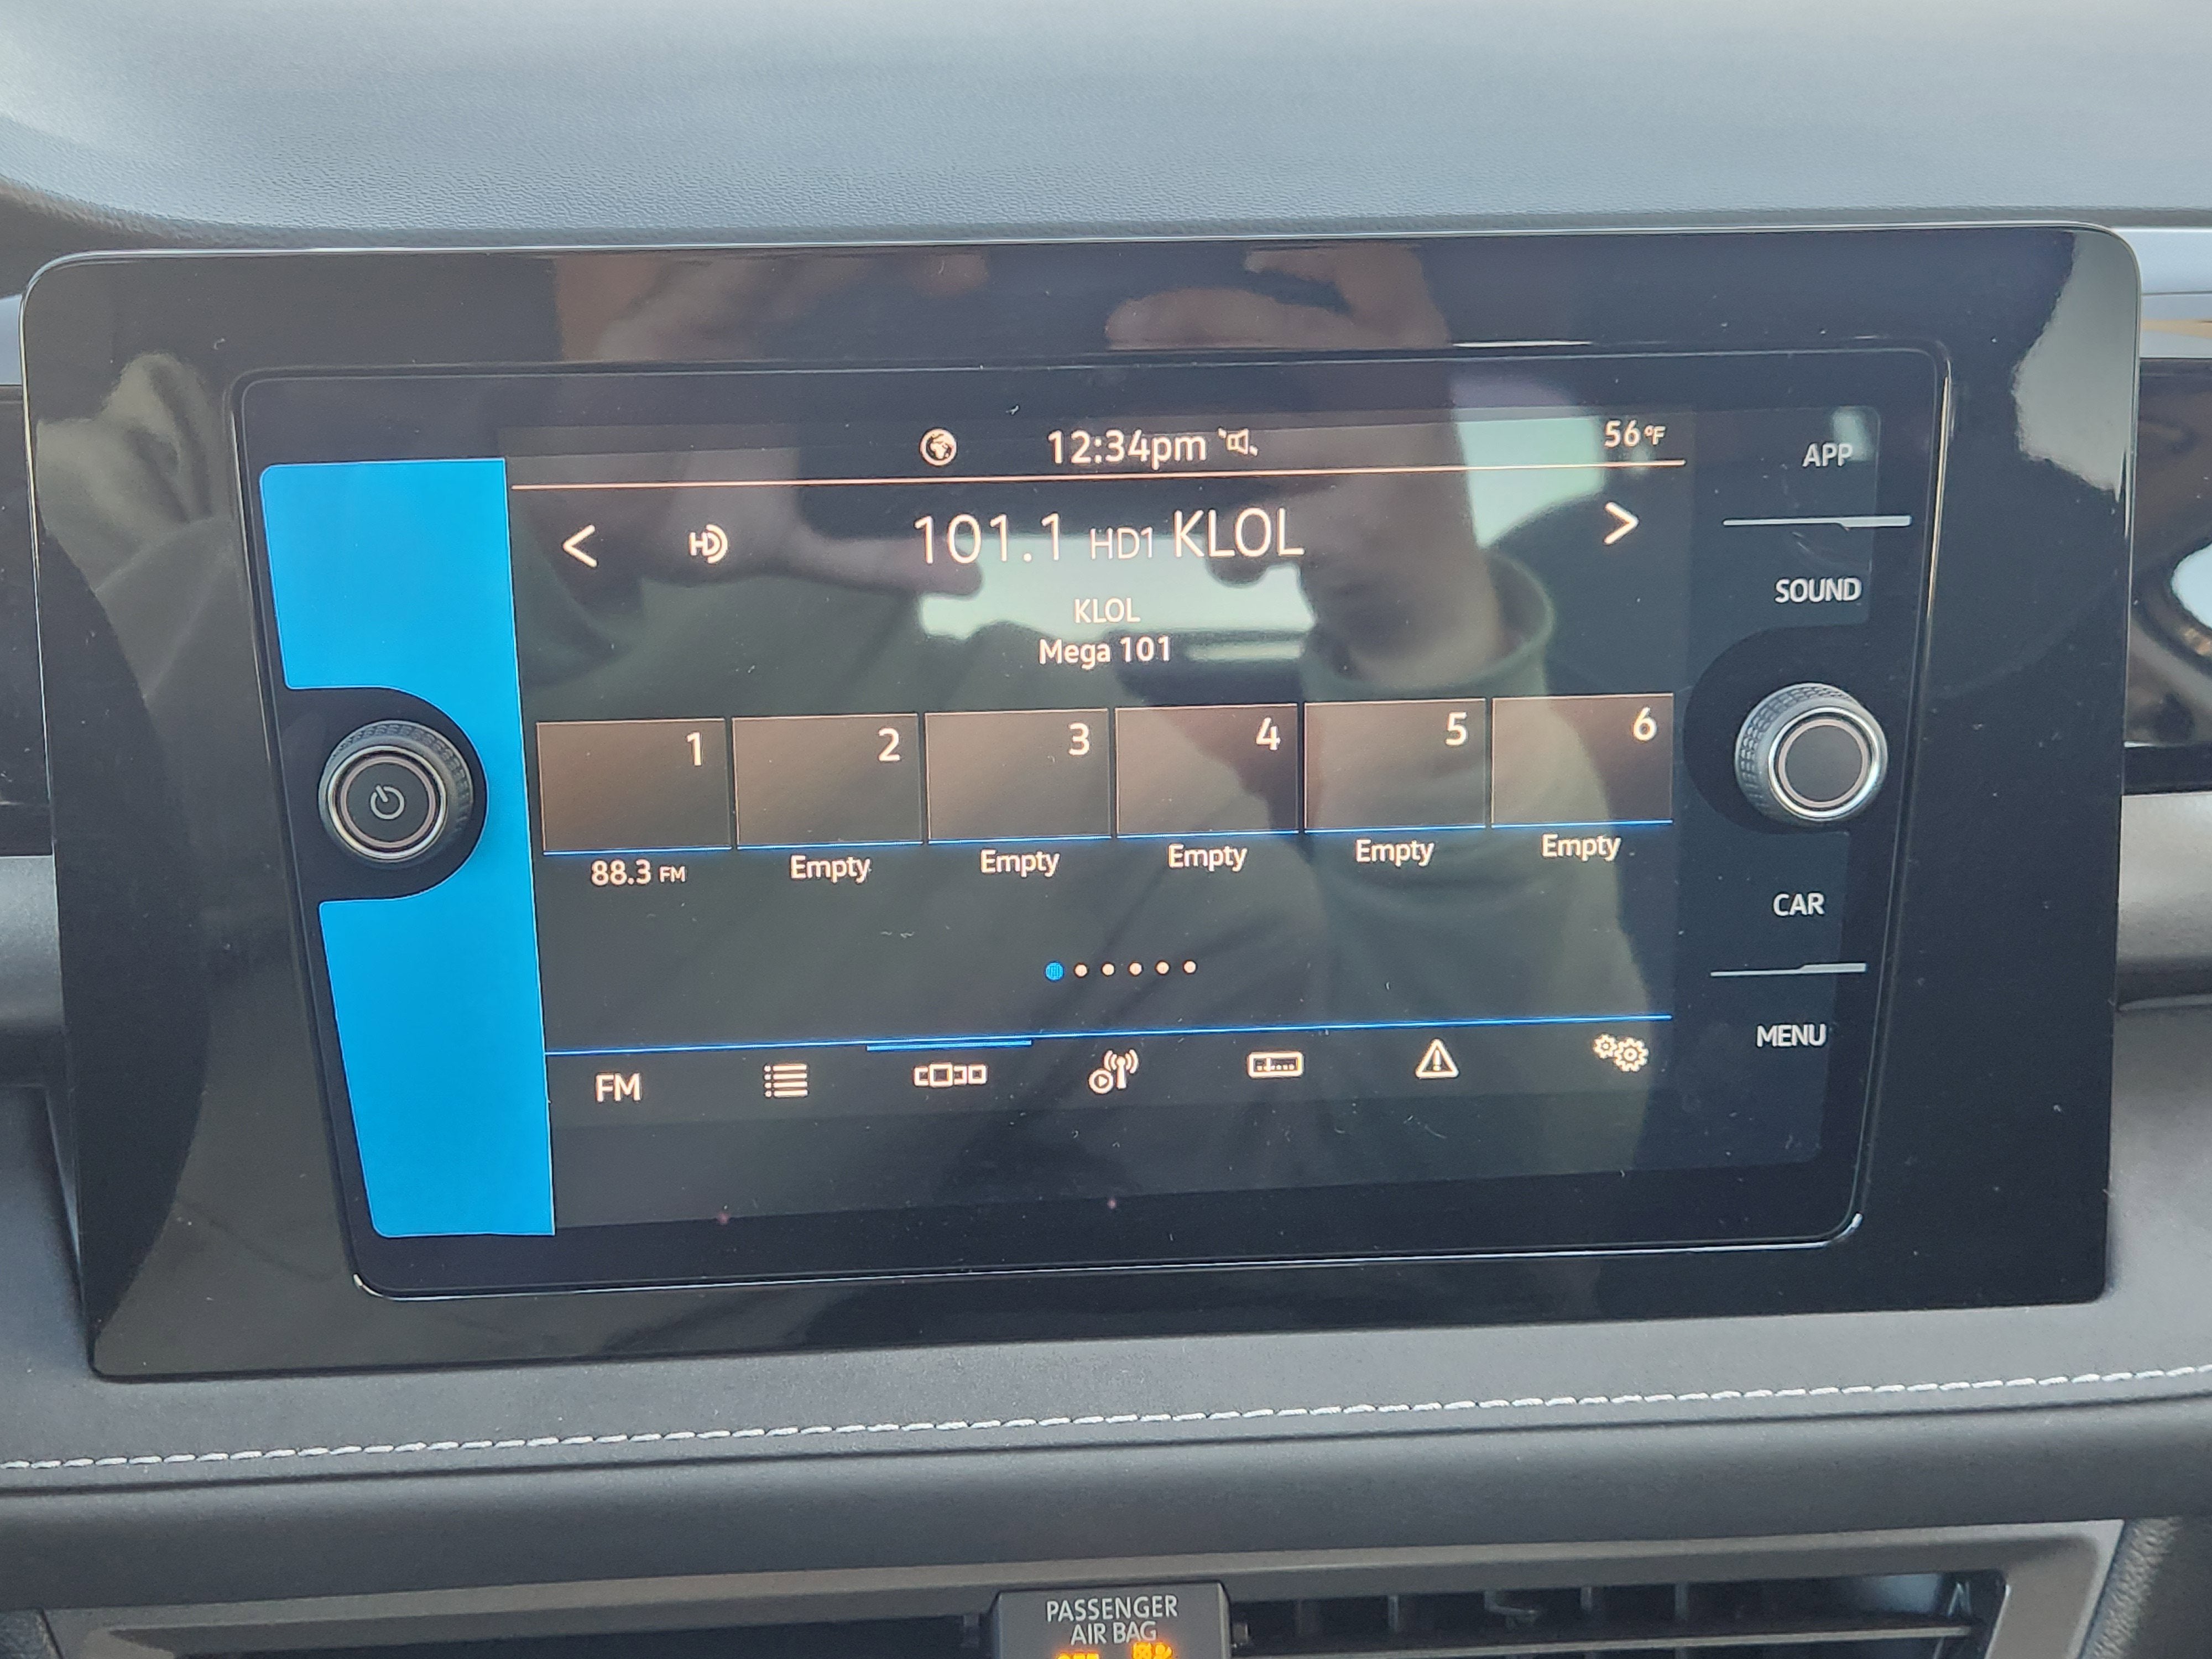 12:34pm 56°F
APP
< HD 101.1 HD1 KLOL >
SOUND
KLOL
Mega 101
1 2 3 4 5 6
88.3 FM Empty Empty Empty Empty Empty
CAR
MENU
FM
PASSENGER
AIR BAG